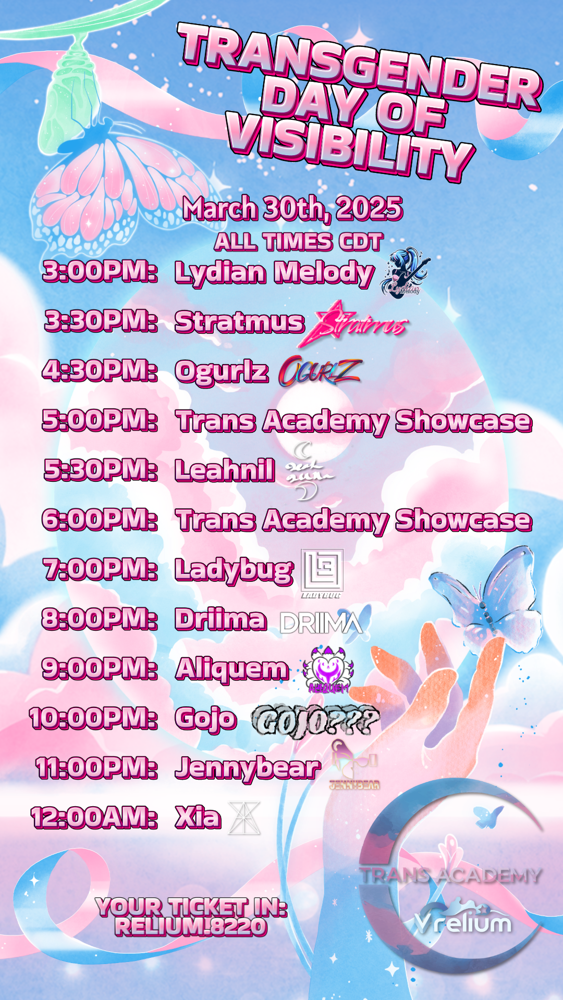 TRANSGENDER
DAY OF
VISIBILITY
March 30th, 2025
ALL TIMES CDT
3:00PM: Lydian Melody
3:30PM: Stratmus Stratmus
4:30PM: Ogurlz OGURLZ
5:00PM: Trans Academy Showcase
5:30PM: Leahnil
6:00PM: Trans Academy Showcase
7:00PM: Ladybug LADYBUG
8:00PM: Driima DRIIMA
9:00PM: Aliquem ALIQUEM
10:00PM: Gojo GOJO???
11:00PM: Jennybear JENNYBEAR
12:00AM: Xia
TRANS ACADEMY
Vrelium
YOUR TICKET IN:
RELIUM.8220